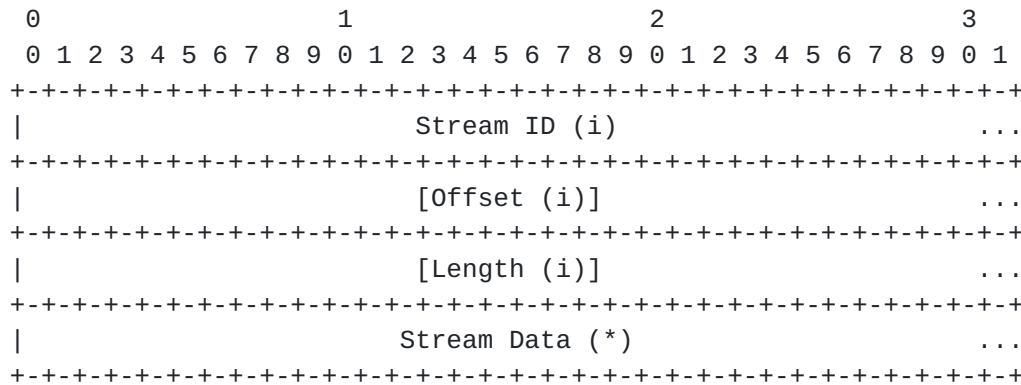 0                   1                   2                   3
 0 1 2 3 4 5 6 7 8 9 0 1 2 3 4 5 6 7 8 9 0 1 2 3 4 5 6 7 8 9 0 1
+-+-+-+-+-+-+-+-+-+-+-+-+-+-+-+-+-+-+-+-+-+-+-+-+-+-+-+-+-+-+-+-+
|                         Stream ID (i)                       ...
+-+-+-+-+-+-+-+-+-+-+-+-+-+-+-+-+-+-+-+-+-+-+-+-+-+-+-+-+-+-+-+-+
|                         [Offset (i)]                        ...
+-+-+-+-+-+-+-+-+-+-+-+-+-+-+-+-+-+-+-+-+-+-+-+-+-+-+-+-+-+-+-+-+
|                         [Length (i)]                        ...
+-+-+-+-+-+-+-+-+-+-+-+-+-+-+-+-+-+-+-+-+-+-+-+-+-+-+-+-+-+-+-+-+
|                        Stream Data (*)                      ...
+-+-+-+-+-+-+-+-+-+-+-+-+-+-+-+-+-+-+-+-+-+-+-+-+-+-+-+-+-+-+-+-+